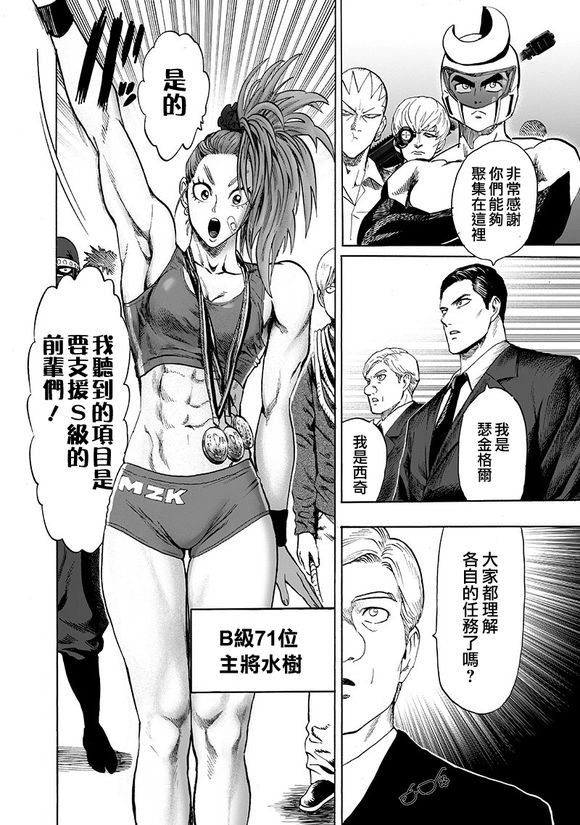 非常感謝
你們能夠
聚集在這裡
我是
瑟金格爾
我是西奇
大家都理解
各自的任務了嗎?
是的
我聽到的項目是
要支援S級的
前輩們!
MZK
B級71位
主將水樹